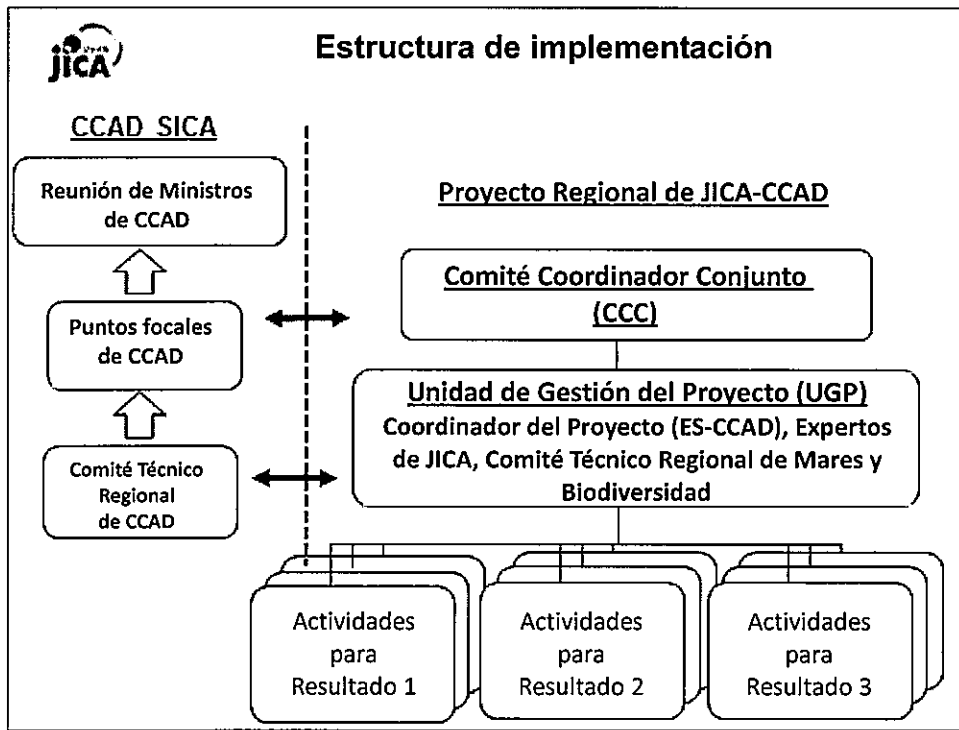 JICA
Estructura de implementación
CCAD SICA
Reunión de Ministros
de CCAD
Puntos focales
de CCAD
Comité Técnico
Regional
de CCAD
Proyecto Regional de JICA-CCAD
Comité Coordinador Conjunto
(CCC)
Unidad de Gestión del Proyecto (UGP)
Coordinador del Proyecto (ES-CCAD), Expertos
de JICA, Comité Técnico Regional de Mares y
Biodiversidad
Actividades
para
Resultado 1
Actividades
para
Resultado 2
Actividades
para
Resultado 3